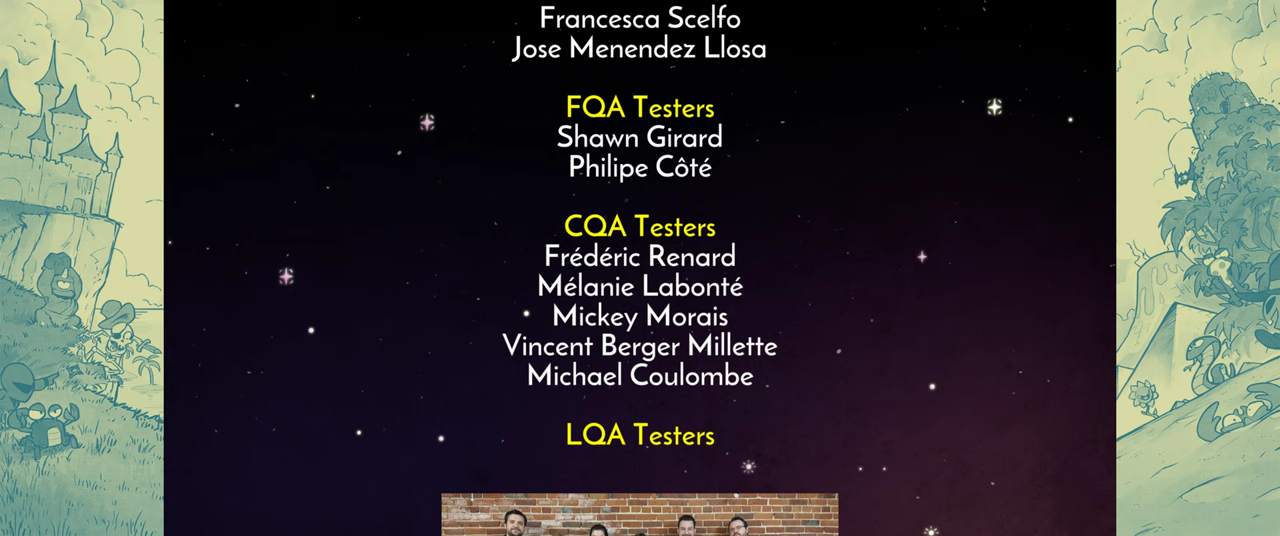 Francesca Scelfo
Jose Menendez Llosa
FQA Testers
Shawn Girard
Philipe Côté
CQA Testers
Frédéric Renard
Mélanie Labonté
Mickey Morais
Vincent Berger Millette
Michael Coulombe
LQA Testers